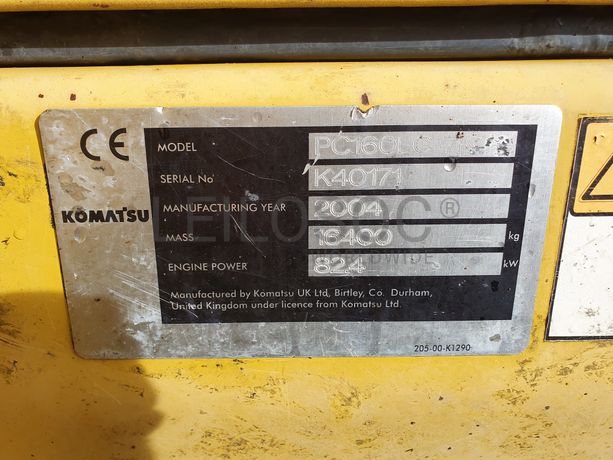 CE
KOMATSU
MODEL PC160LC
SERIAL No K40171
MANUFACTURING YEAR 2004
MASS 16400 kg
ENGINE POWER 82.4 kW
Manufactured by Komatsu UK Ltd, Birtley, Co. Durham,
United Kingdom under licence from Komatsu Ltd.
205-00-K1290